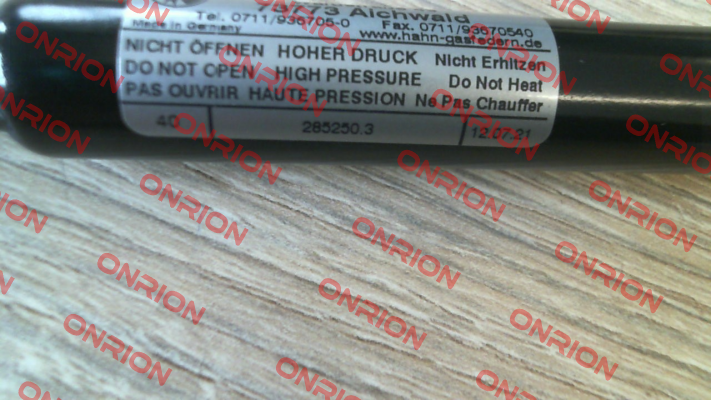 73773 Aichwald
Tel. 0711/936705-0 Fax. 0711/93670540
Made in Germany www.hahn-gasfedern.de
NICHT ÖFFNEN HOHER DRUCK Nicht Erhitzen
DO NOT OPEN HIGH PRESSURE Do Not Heat
PAS OUVRIR HAUTE PRESSION Ne Pas Chauffer
40 285250.3 12.07.21
ONRION